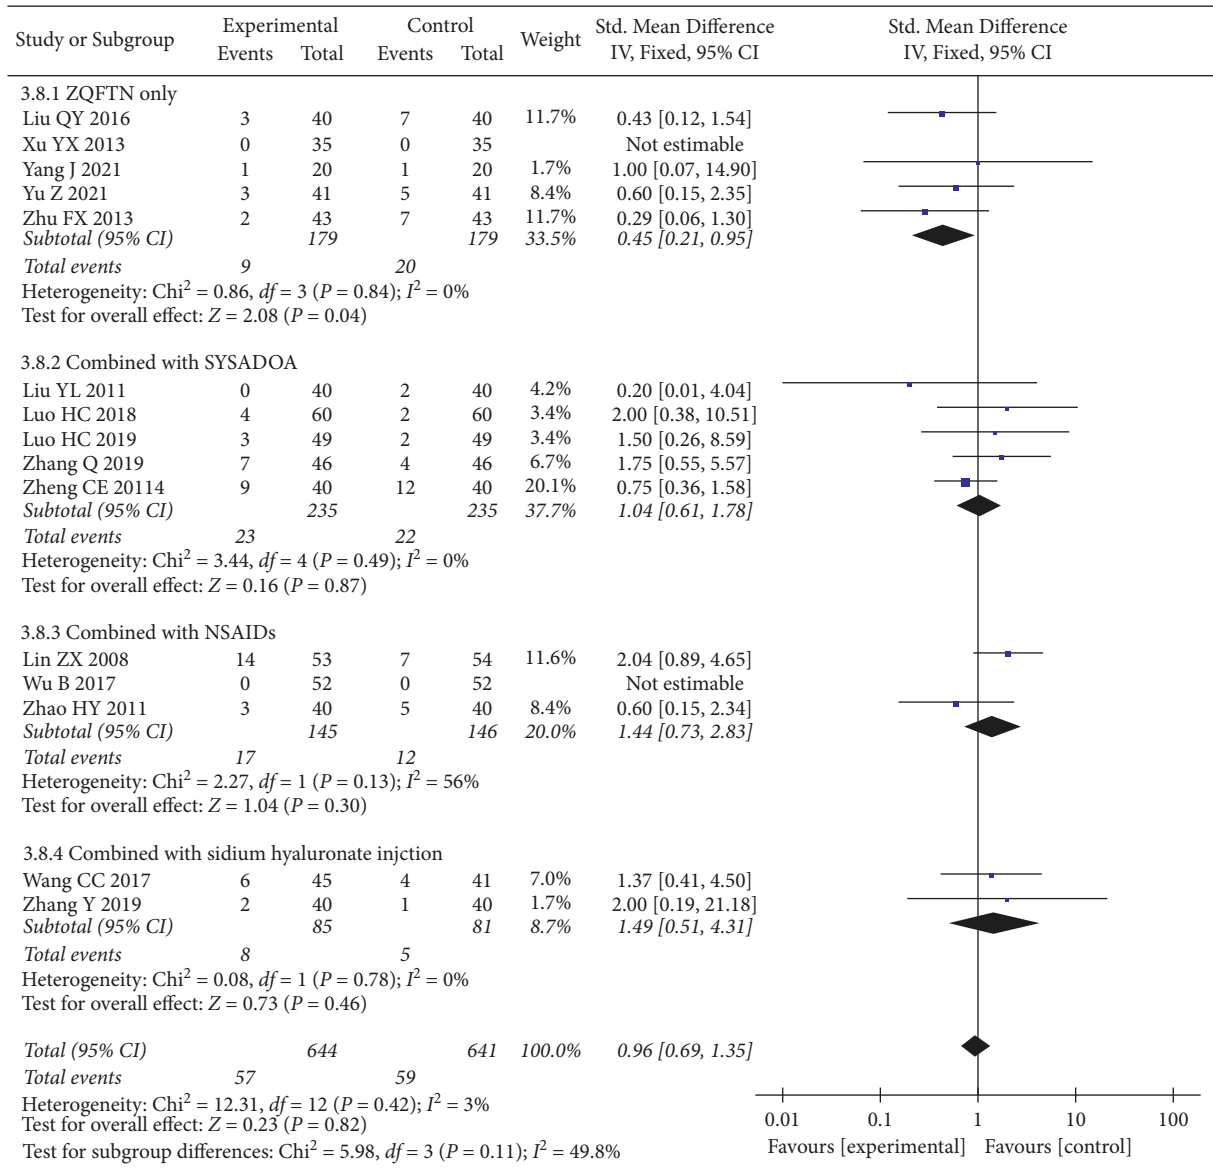 Study or Subgroup Experimental Control Weight Std. Mean Difference Std. Mean Difference
Events Total Events Total IV, Fixed, 95% CI IV, Fixed, 95% CI
3.8.1 ZQFTN only
Liu QY 2016 3 40 7 40 11.7% 0.43 [0.12, 1.54]
Xu YX 2013 0 35 0 35 Not estimable
Yang J 2021 1 20 1 20 1.7% 1.00 [0.07, 14.90]
Yu Z 2021 3 41 5 41 8.4% 0.60 [0.15, 2.35]
Zhu FX 2013 2 43 7 43 11.7% 0.29 [0.06, 1.30]
Subtotal (95% CI) 179 179 33.5% 0.45 [0.21, 0.95]
Total events 9 20
Heterogeneity: Chi² = 0.86, df = 3 (P = 0.84); I² = 0%
Test for overall effect: Z = 2.08 (P = 0.04)
3.8.2 Combined with SYSADOA
Liu YL 2011 0 40 2 40 4.2% 0.20 [0.01, 4.04]
Luo HC 2018 4 60 2 60 3.4% 2.00 [0.38, 10.51]
Luo HC 2019 3 49 2 49 3.4% 1.50 [0.26, 8.59]
Zhang Q 2019 7 46 4 46 6.7% 1.75 [0.55, 5.57]
Zheng CE 20114 9 40 12 40 20.1% 0.75 [0.36, 1.58]
Subtotal (95% CI) 235 235 37.7% 1.04 [0.61, 1.78]
Total events 23 22
Heterogeneity: Chi² = 3.44, df = 4 (P = 0.49); I² = 0%
Test for overall effect: Z = 0.16 (P = 0.87)
3.8.3 Combined with NSAIDs
Lin ZX 2008 14 53 7 54 11.6% 2.04 [0.89, 4.65]
Wu B 2017 0 52 0 52 Not estimable
Zhao HY 2011 3 40 5 40 8.4% 0.60 [0.15, 2.34]
Subtotal (95% CI) 145 146 20.0% 1.44 [0.73, 2.83]
Total events 17 12
Heterogeneity: Chi² = 2.27, df = 1 (P = 0.13); I² = 56%
Test for overall effect: Z = 1.04 (P = 0.30)
3.8.4 Combined with sidium hyaluronate injction
Wang CC 2017 6 45 4 41 7.0% 1.37 [0.41, 4.50]
Zhang Y 2019 2 40 1 40 1.7% 2.00 [0.19, 21.18]
Subtotal (95% CI) 85 81 8.7% 1.49 [0.51, 4.31]
Total events 8 5
Heterogeneity: Chi² = 0.08, df = 1 (P = 0.78); I² = 0%
Test for overall effect: Z = 0.73 (P = 0.46)
Total (95% CI) 644 641 100.0% 0.96 [0.69, 1.35]
Total events 57 59
Heterogeneity: Chi² = 12.31, df = 12 (P = 0.42); I² = 3%
Test for overall effect: Z = 0.23 (P = 0.82)
Test for subgroup differences: Chi² = 5.98, df = 3 (P = 0.11); I² = 49.8%
0.01 0.1 1 10 100
Favours [experimental] Favours [control]